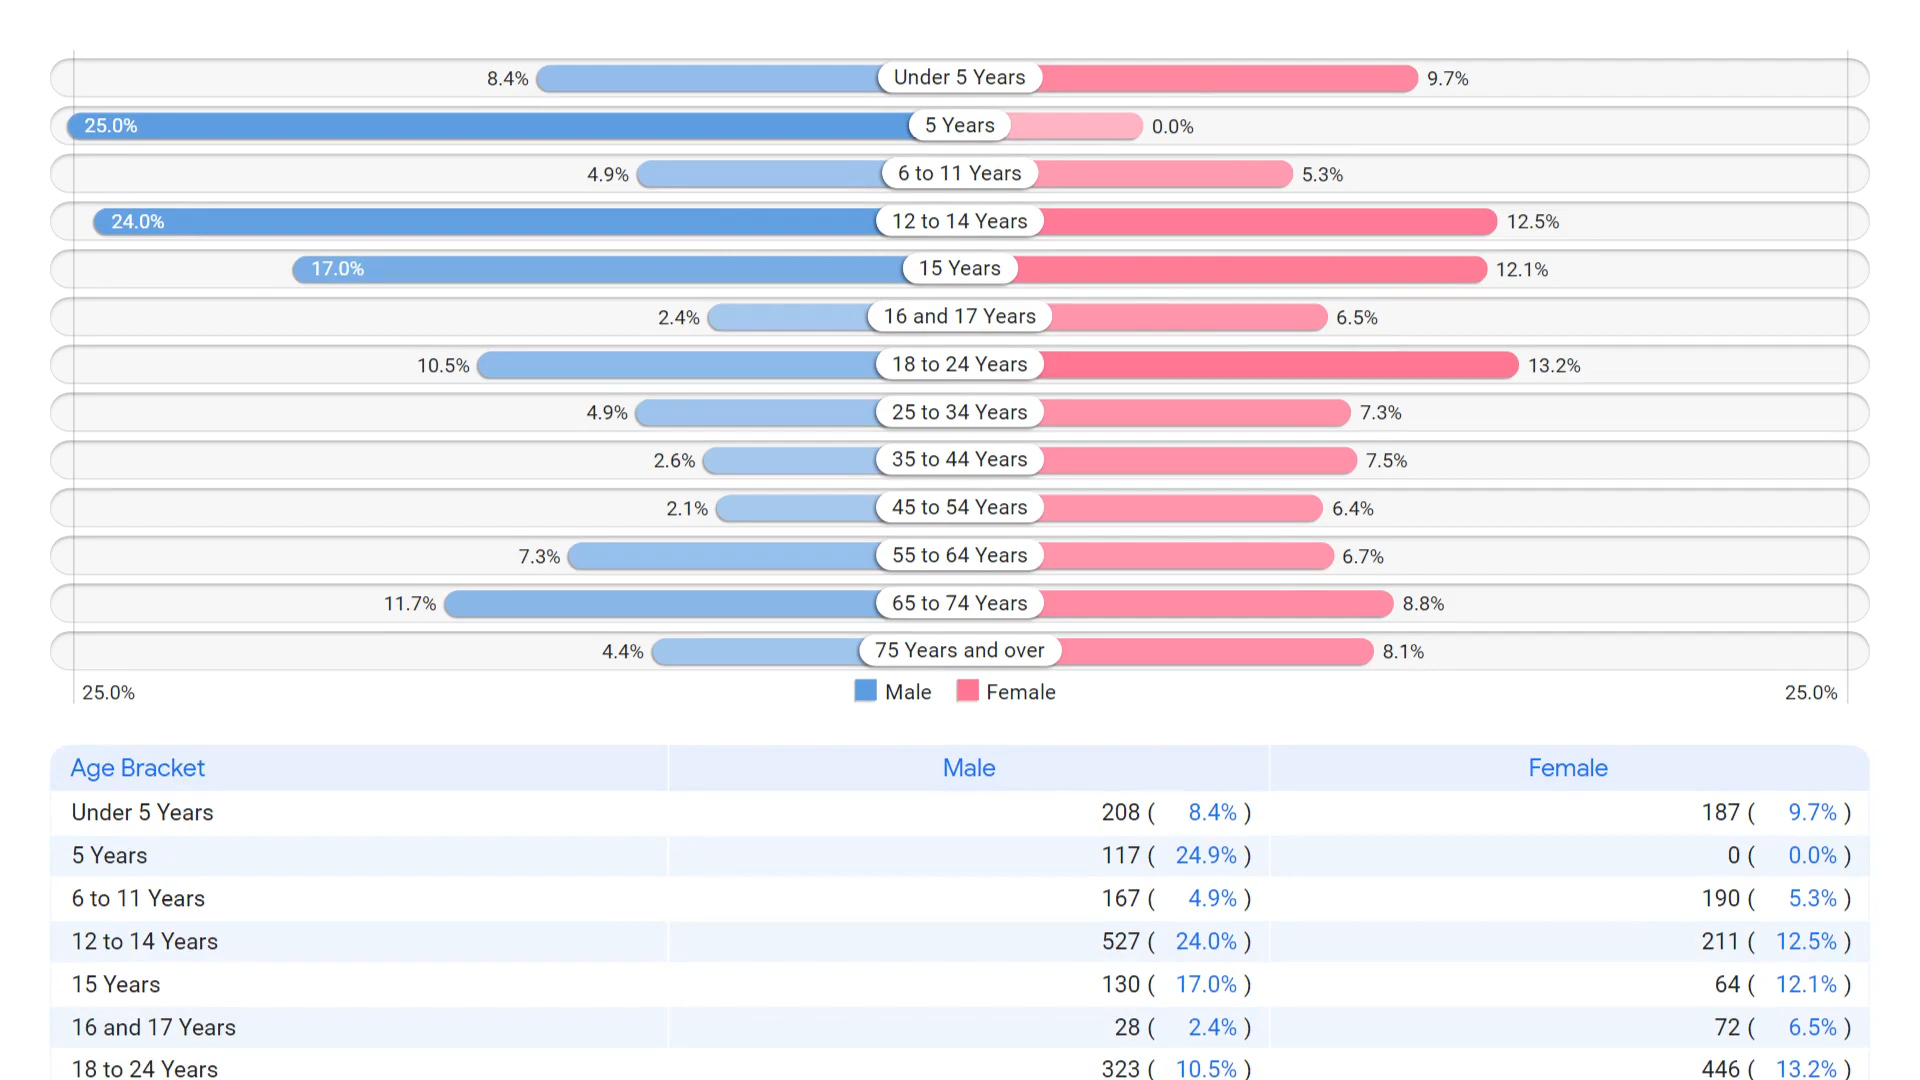 8.4% Under 5 Years 9.7%
25.0% 5 Years 0.0%
4.9% 6 to 11 Years 5.3%
24.0% 12 to 14 Years 12.5%
17.0% 15 Years 12.1%
2.4% 16 and 17 Years 6.5%
10.5% 18 to 24 Years 13.2%
4.9% 25 to 34 Years 7.3%
2.6% 35 to 44 Years 7.5%
2.1% 45 to 54 Years 6.4%
7.3% 55 to 64 Years 6.7%
11.7% 65 to 74 Years 8.8%
4.4% 75 Years and over 8.1%
25.0% Male Female 25.0%
Age Bracket Male Female
Under 5 Years 208 ( 8.4% ) 187 ( 9.7% )
5 Years 117 ( 24.9% ) 0 ( 0.0% )
6 to 11 Years 167 ( 4.9% ) 190 ( 5.3% )
12 to 14 Years 527 ( 24.0% ) 211 ( 12.5% )
15 Years 130 ( 17.0% ) 64 ( 12.1% )
16 and 17 Years 28 ( 2.4% ) 72 ( 6.5% )
18 to 24 Years 323 ( 10.5% ) 446 ( 13.2% )